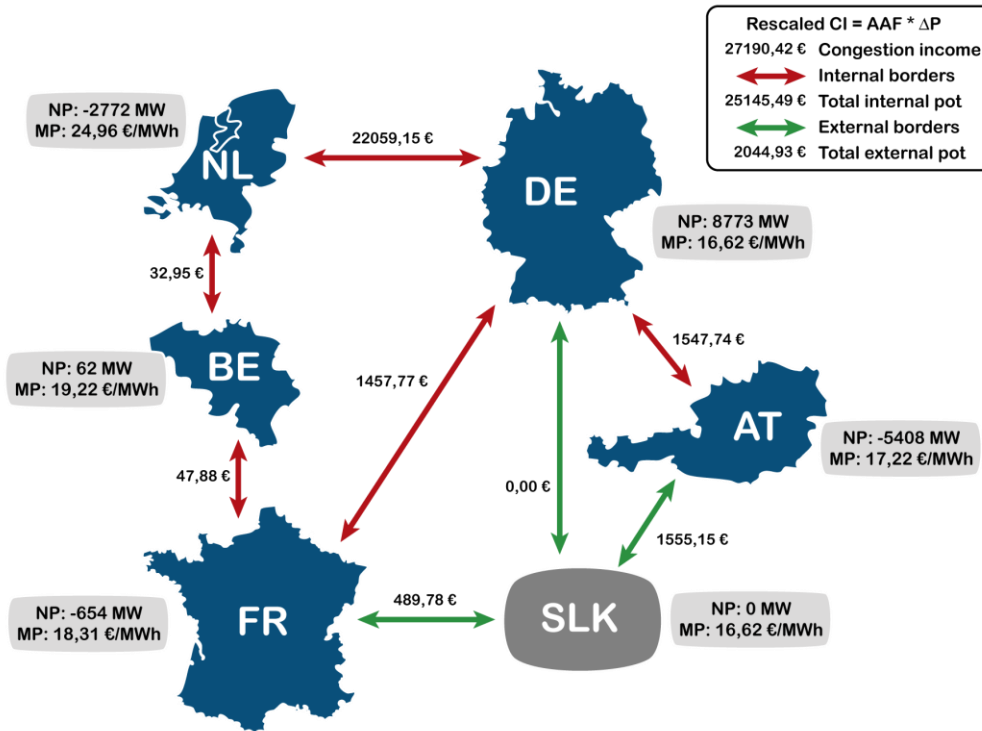 Rescaled CI = AAF * ΔP
27190,42 € Congestion income
Internal borders
25145,49 € Total internal pot
External borders
2044,93 € Total external pot
NP: -2772 MW
MP: 24,96 €/MWh
NL
22059,15 €
DE
NP: 8773 MW
MP: 16,62 €/MWh
32,95 €
BE
NP: 62 MW
MP: 19,22 €/MWh
1457,77 €
1547,74 €
AT
NP: -5408 MW
MP: 17,22 €/MWh
47,88 €
0,00 €
1555,15 €
FR
NP: -654 MW
MP: 18,31 €/MWh
489,78 €
SLK
NP: 0 MW
MP: 16,62 €/MWh